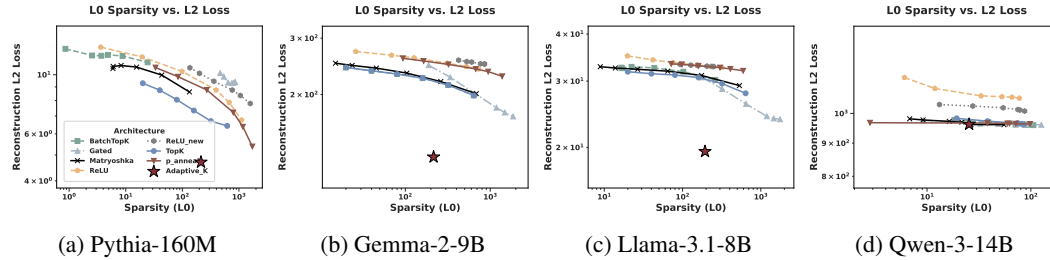 L0 Sparsity vs. L2 Loss
Reconstruction L2 Loss
10¹
6 × 10⁰
4 × 10⁰
Architecture
BatchTopK
Gated
Matryoshka
ReLU
ReLU_new
TopK
p_annea
Adaptive_K
10⁰
10¹
10²
10³
Sparsity (L0)
(a) Pythia-160M
L0 Sparsity vs. L2 Loss
Reconstruction L2 Loss
3 × 10²
2 × 10²
10²
10³
Sparsity (L0)
(b) Gemma-2-9B
L0 Sparsity vs. L2 Loss
Reconstruction L2 Loss
4 × 10¹
3 × 10¹
2 × 10¹
10¹
10²
10³
Sparsity (L0)
(c) Llama-3.1-8B
L0 Sparsity vs. L2 Loss
Reconstruction L2 Loss
10³
9 × 10²
8 × 10²
10¹
10²
Sparsity (L0)
(d) Qwen-3-14B